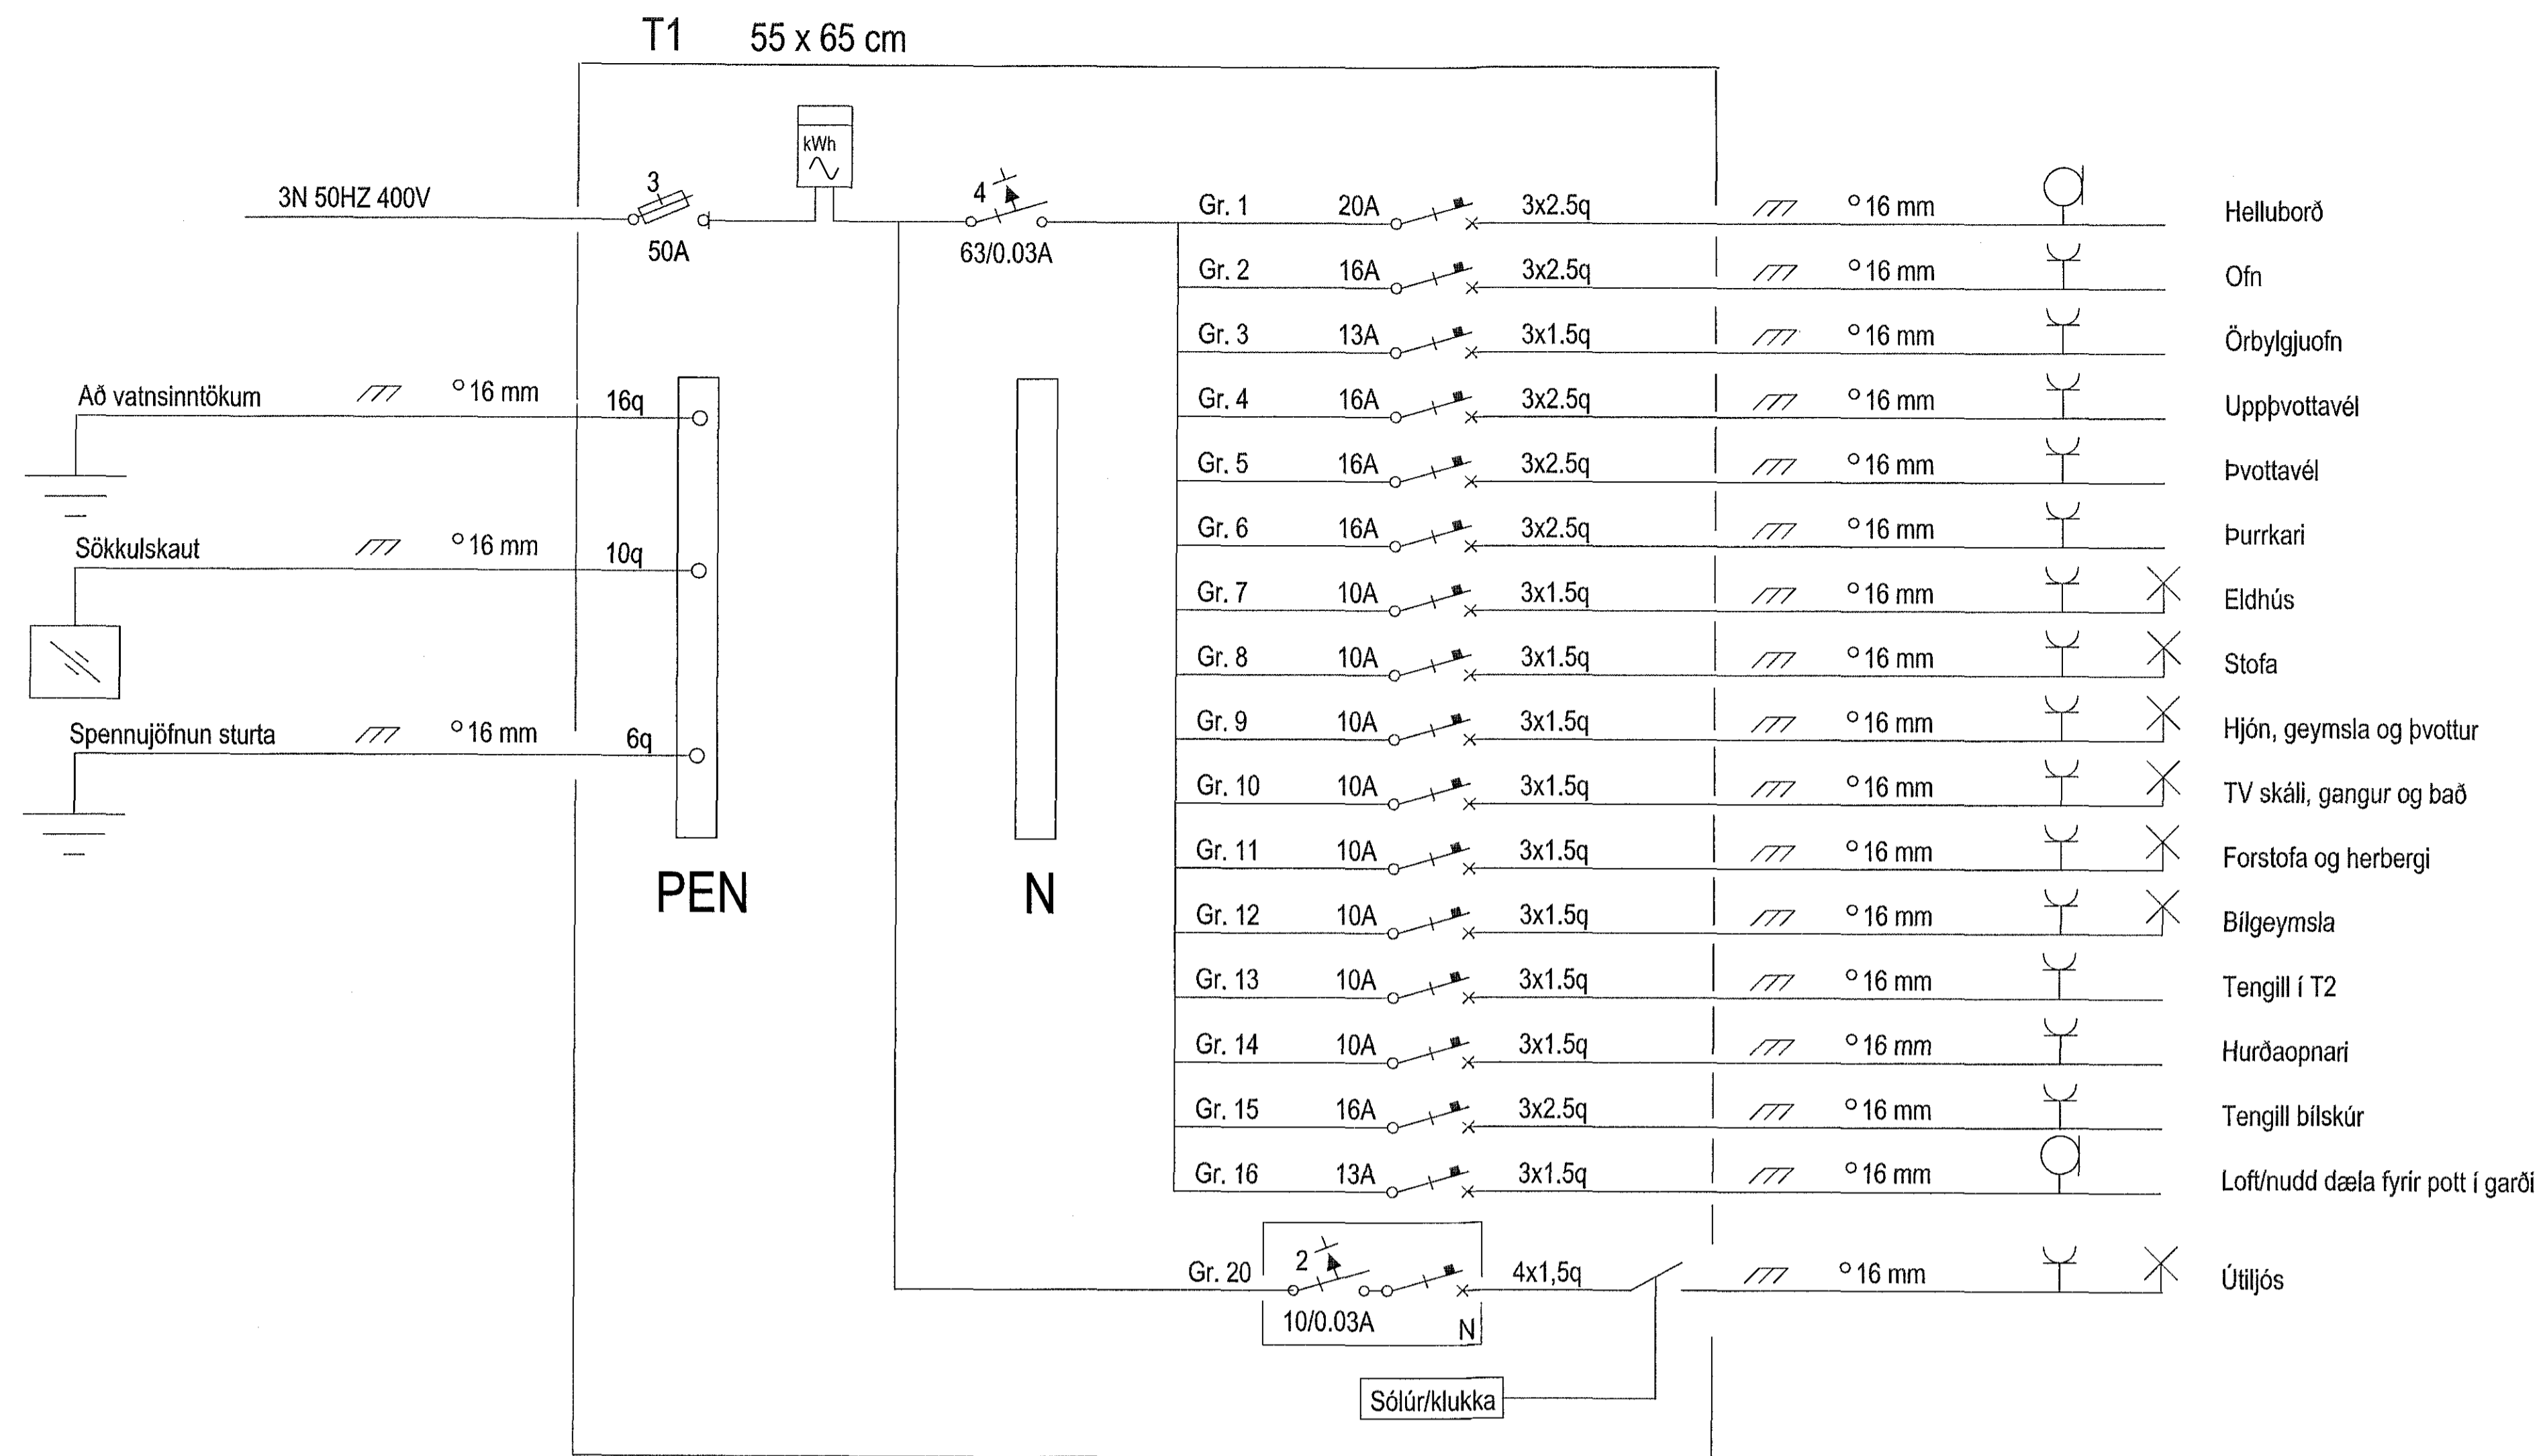 T1 55 x 65 cm
kWh
3N 50HZ 400V
3
50A
4
63/0.03A
Að vatnsinntökum 16 mm 16q
Sökkulskaut 16 mm 10q
Spennujöfnun sturta 16 mm 6q
PEN
N
Gr. 1 20A 3x2.5q 16 mm Helluborð
Gr. 2 16A 3x2.5q 16 mm Ofn
Gr. 3 13A 3x1.5q 16 mm Örbylgjuofn
Gr. 4 16A 3x2.5q 16 mm Uppþvottavél
Gr. 5 16A 3x2.5q 16 mm Þvottavél
Gr. 6 16A 3x2.5q 16 mm Þurrkari
Gr. 7 10A 3x1.5q 16 mm Eldhús
Gr. 8 10A 3x1.5q 16 mm Stofa
Gr. 9 10A 3x1.5q 16 mm Hjón, geymsla og þvottur
Gr. 10 10A 3x1.5q 16 mm TV skáli, gangur og bað
Gr. 11 10A 3x1.5q 16 mm Forstofa og herbergi
Gr. 12 10A 3x1.5q 16 mm Bílgeymsla
Gr. 13 10A 3x1.5q 16 mm Tengill í T2
Gr. 14 10A 3x1.5q 16 mm Hurðaopnari
Gr. 15 16A 3x2.5q 16 mm Tengill bílskúr
Gr. 16 13A 3x1.5q 16 mm Loft/nudd dæla fyrir pott í garði
Gr. 20 2 4x1,5q 16 mm Útiljós
10/0.03A N
Sólúr/klukka